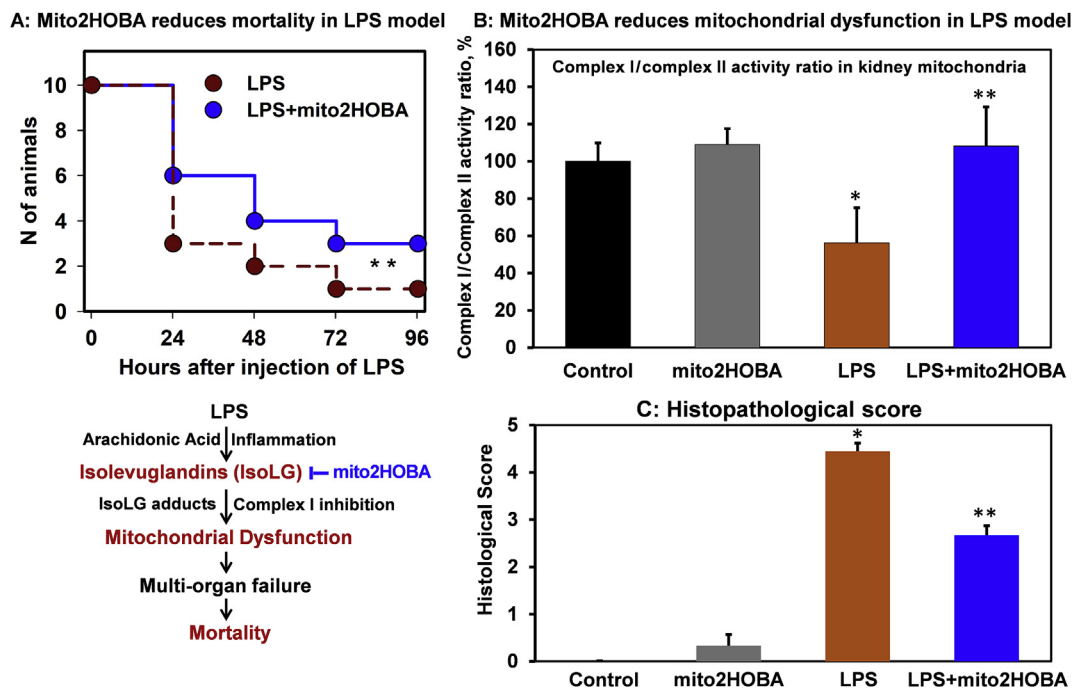 A: Mito2HOBA reduces mortality in LPS model
N of animals
10
8
6
4
2
0
LPS
LPS+mito2HOBA
* *
0 24 48 72 96
Hours after injection of LPS
LPS
Arachidonic Acid Inflammation
Isolevuglandins (IsoLG) mito2HOBA
IsoLG adducts Complex I inhibition
Mitochondrial Dysfunction
Multi-organ failure
Mortality
B: Mito2HOBA reduces mitochondrial dysfunction in LPS model
Complex I/Complex II activity ratio, %
160
140
120
100
80
60
40
20
0
Complex I/complex II activity ratio in kidney mitochondria
*
**
Control mito2HOBA LPS LPS+mito2HOBA
C: Histopathological score
Histological Score
5
4
3
2
1
0
*
**
Control mito2HOBA LPS LPS+mito2HOBA